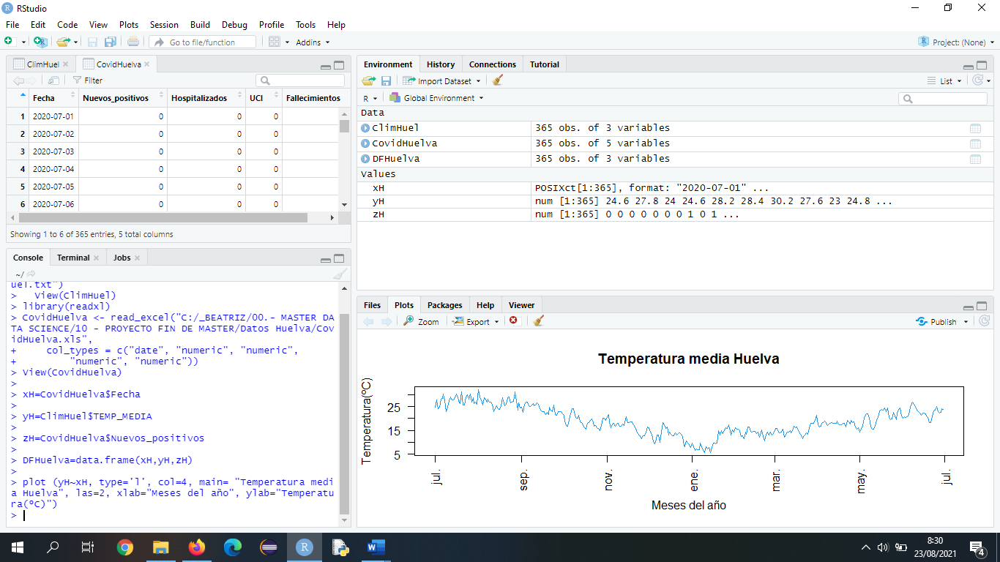 RStudio
File Edit Code View Plots Session Build Debug Profile Tools Help
Go to file/function Addins Project: (None)
ClimHuel CovidHuelva
Filter
Fecha Nuevos_positivos Hospitalizados UCI Fallecimientos
1 2020-07-01 0 0 0
2 2020-07-02 0 0 0
3 2020-07-03 0 0 0
4 2020-07-04 0 0 0
5 2020-07-05 0 0 0
6 2020-07-06 0 0 0
Showing 1 to 6 of 365 entries, 5 total columns
Console Terminal Jobs
~/
uel.txt")
>   View(ClimHuel)
> library(readxl)
> CovidHuelva <- read_excel("C:/_BEATRIZ/00.- MASTER DA
TA SCIENCE/10 - PROYECTO FIN DE MASTER/Datos Huelva/Cov
idHuelva.xls",
+     col_types = c("date", "numeric", "numeric",
+         "numeric", "numeric"))
> View(CovidHuelva)
>
> xH=CovidHuelva$Fecha
>
> yH=ClimHuel$TEMP_MEDIA
>
> zH=CovidHuelva$Nuevos_positivos
>
> DFHuelva=data.frame(xH,yH,zH)
>
> plot (yH~xH, type='l', col=4, main= "Temperatura medi
a Huelva", las=2, xlab="Meses del año", ylab="Temperatu
ra(ºC)")
>
Environment History Connections Tutorial
Import Dataset List
R Global Environment
Data
ClimHuel 365 obs. of 3 variables
CovidHuelva 365 obs. of 5 variables
DFHuelva 365 obs. of 3 variables
Values
xH POSIXct[1:365], format: "2020-07-01" ...
yH num [1:365] 24.6 27.8 24 24.6 28.2 28.4 30.2 27.6 23 24.8 ...
zH num [1:365] 0 0 0 0 0 0 0 1 0 1 ...
Files Plots Packages Help Viewer
Zoom Export Publish
Temperatura media Huelva
Temperatura(ºC)
25
15
5
jul. sep. nov. ene. mar. may. jul.
Meses del año
R W
8:30
23/08/2021
4